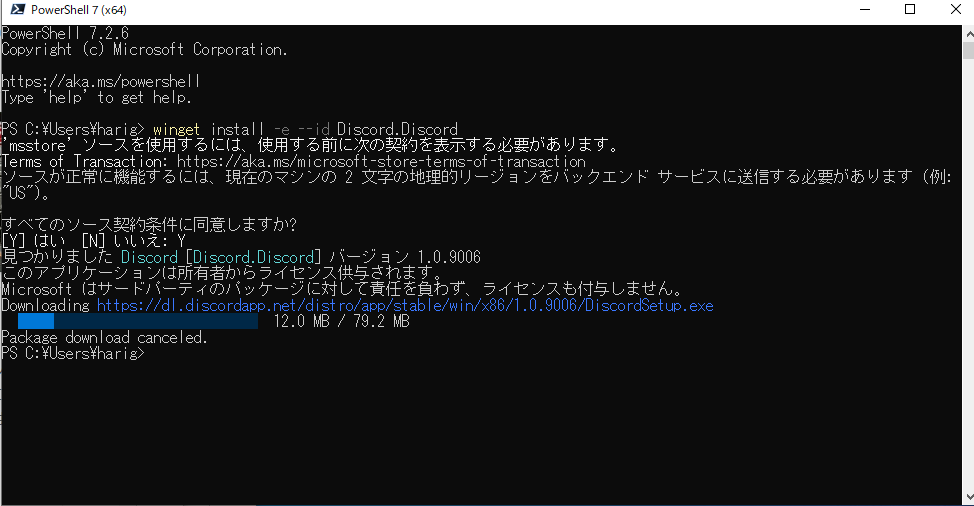 PowerShell 7 (x64)
PowerShell 7.2.6
Copyright (c) Microsoft Corporation.
https://aka.ms/powershell
Type 'help' to get help.
PS C:¥Users¥harig> winget install -e --id Discord.Discord
'msstore' ソースを使用するには、使用する前に次の契約を表示する必要があります。
Terms of Transaction: https://aka.ms/microsoft-store-terms-of-transaction
ソースが正常に機能するには、現在のマシンの 2 文字の地理的リージョンをバックエンド サービスに送信する必要があります (例:
"US")。
すべてのソース契約条件に同意しますか?
[Y] はい  [N] いいえ: Y
見つかりました Discord [Discord.Discord] バージョン 1.0.9006
このアプリケーションは所有者からライセンス供与されます。
Microsoft はサードパーティのパッケージに対して責任を負わず、ライセンスも付与しません。
Downloading https://dl.discordapp.net/distro/app/stable/win/x86/1.0.9006/DiscordSetup.exe
12.0 MB / 79.2 MB
Package download canceled.
PS C:¥Users¥harig>